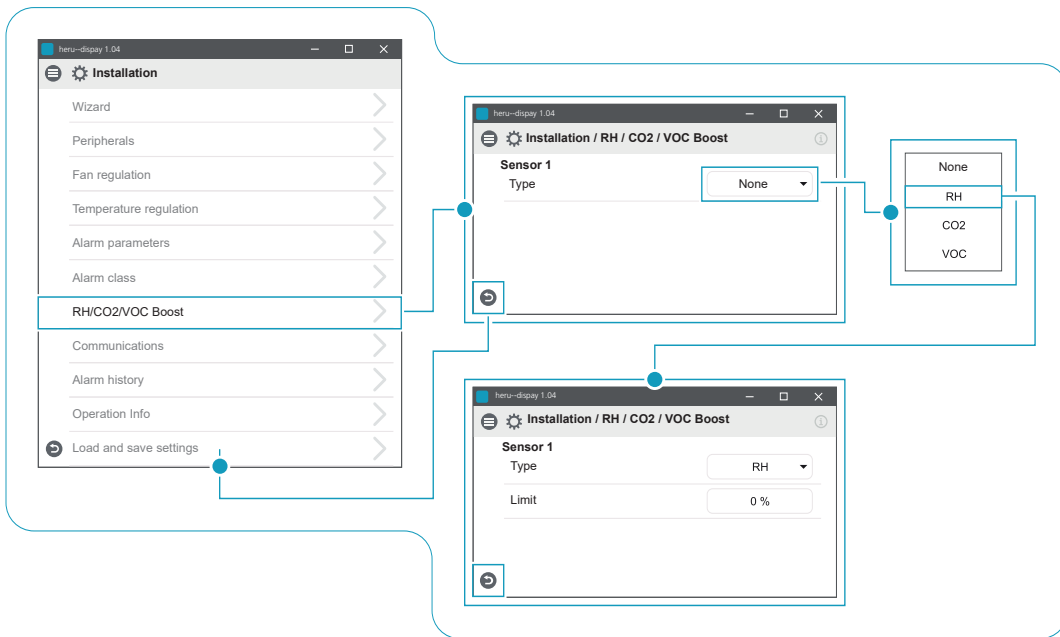 heru--dispay 1.04
Installation
Wizard
Peripherals
Fan regulation
Temperature regulation
Alarm parameters
Alarm class
RH/CO2/VOC Boost
Communications
Alarm history
Operation Info
Load and save settings
heru--dispay 1.04
Installation / RH / CO2 / VOC Boost
Sensor 1
Type None
None
RH
CO2
VOC
heru--dispay 1.04
Installation / RH / CO2 / VOC Boost
Sensor 1
Type RH
Limit 0 %